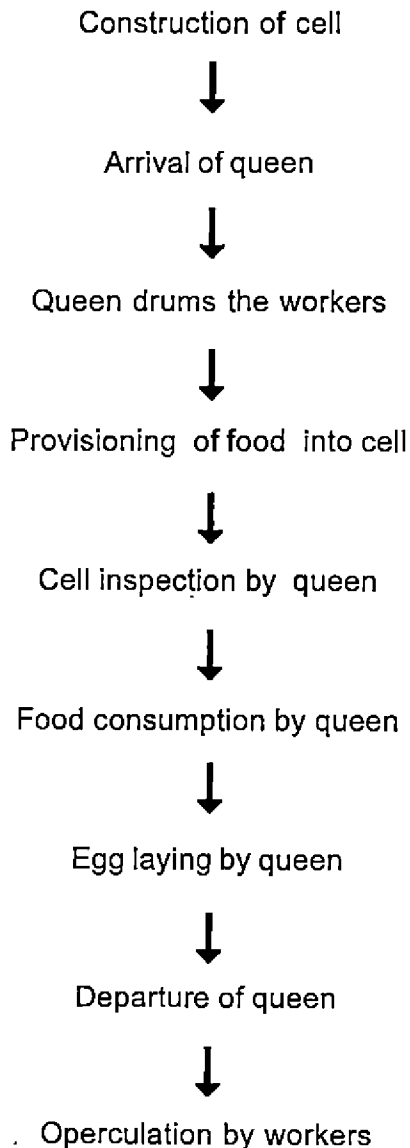 Construction of cell
Arrival of queen
Queen drums the workers
Provisioning of food into cell
Cell inspection by queen
Food consumption by queen
Egg laying by queen
Departure of queen
Operculation by workers